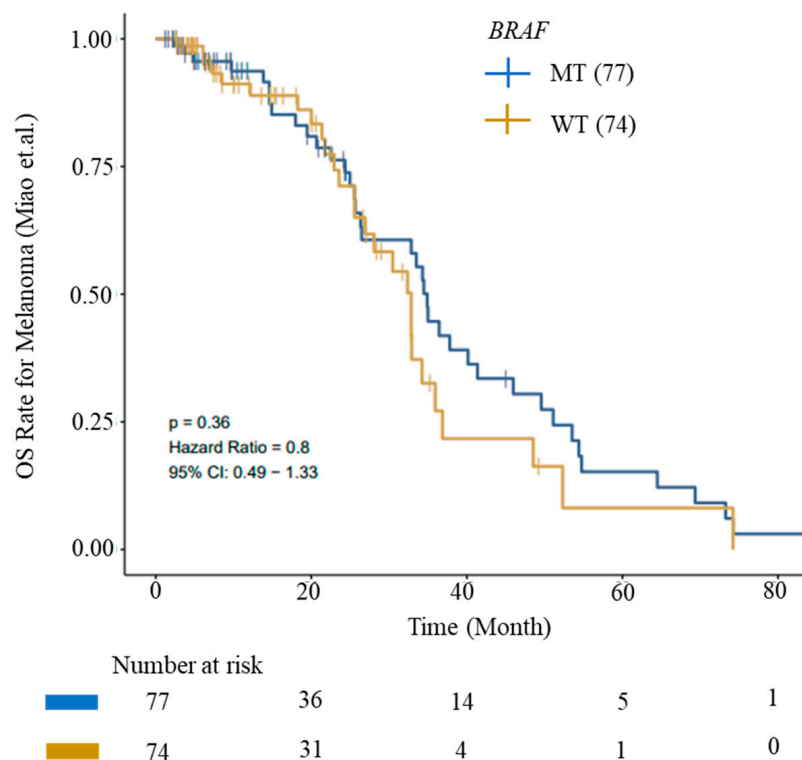 BRAF
MT (77)
WT (74)
OS Rate for Melanoma (Miao et.al.)
1.00
0.75
0.50
0.25
0.00
p = 0.36
Hazard Ratio = 0.8
95% CI: 0.49 − 1.33
0 20 40 60 80
Time (Month)
Number at risk
77 36 14 5 1
74 31 4 1 0